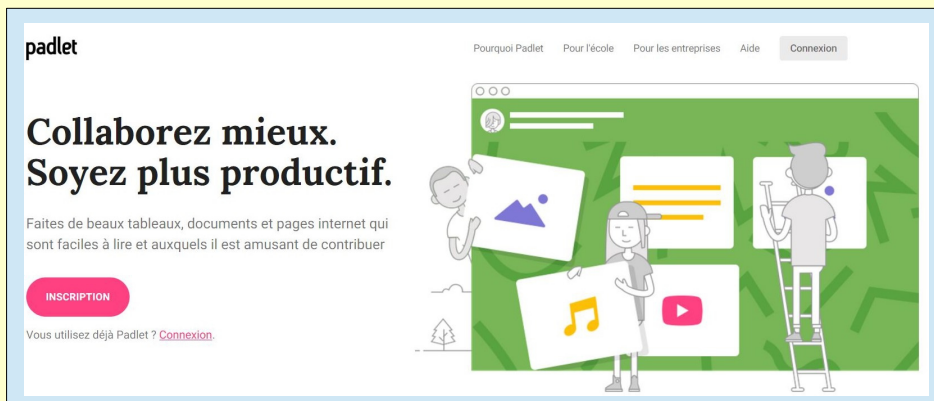 padlet
Pourquoi Padlet Pour l'école Pour les entreprises Aide Connexion
Collaborez mieux.
Soyez plus productif.
Faites de beaux tableaux, documents et pages internet qui
sont faciles à lire et auxquels il est amusant de contribuer
INSCRIPTION
Vous utilisez déjà Padlet ? Connexion.